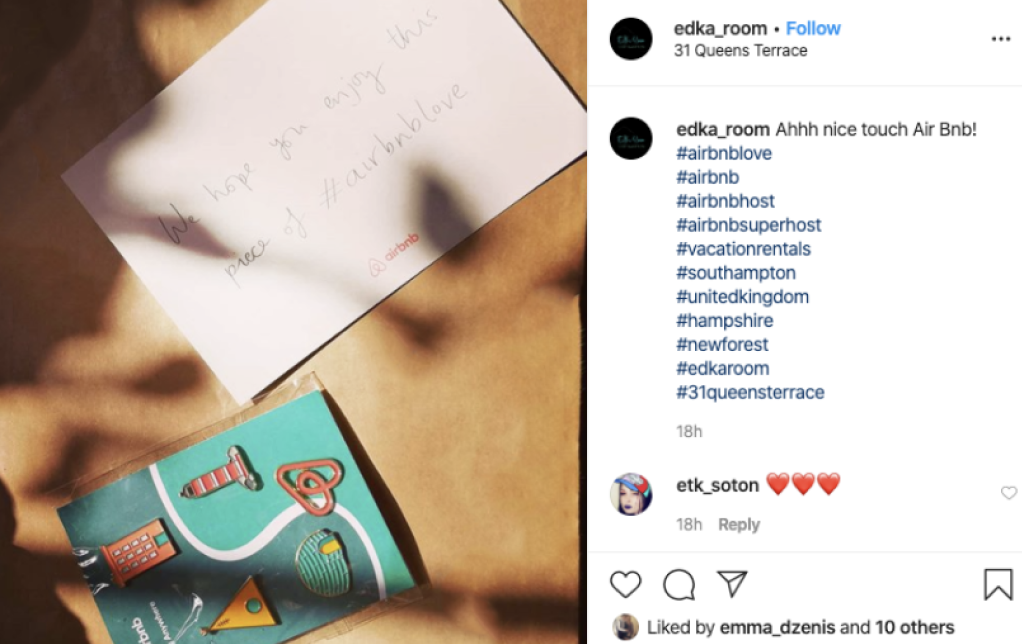 We hope you enjoy this
piece of #airbnblove
airbnb
airbnb
Anywhere
edka_room • Follow
31 Queens Terrace
edka_room Ahhh nice touch Air Bnb!
#airbnblove
#airbnb
#airbnbhost
#airbnbsuperhost
#vacationrentals
#southampton
#unitedkingdom
#hampshire
#newforest
#edkaroom
#31queensterrace
18h
etk_soton ❤️❤️❤️
18h Reply
Liked by emma_dzenis and 10 others